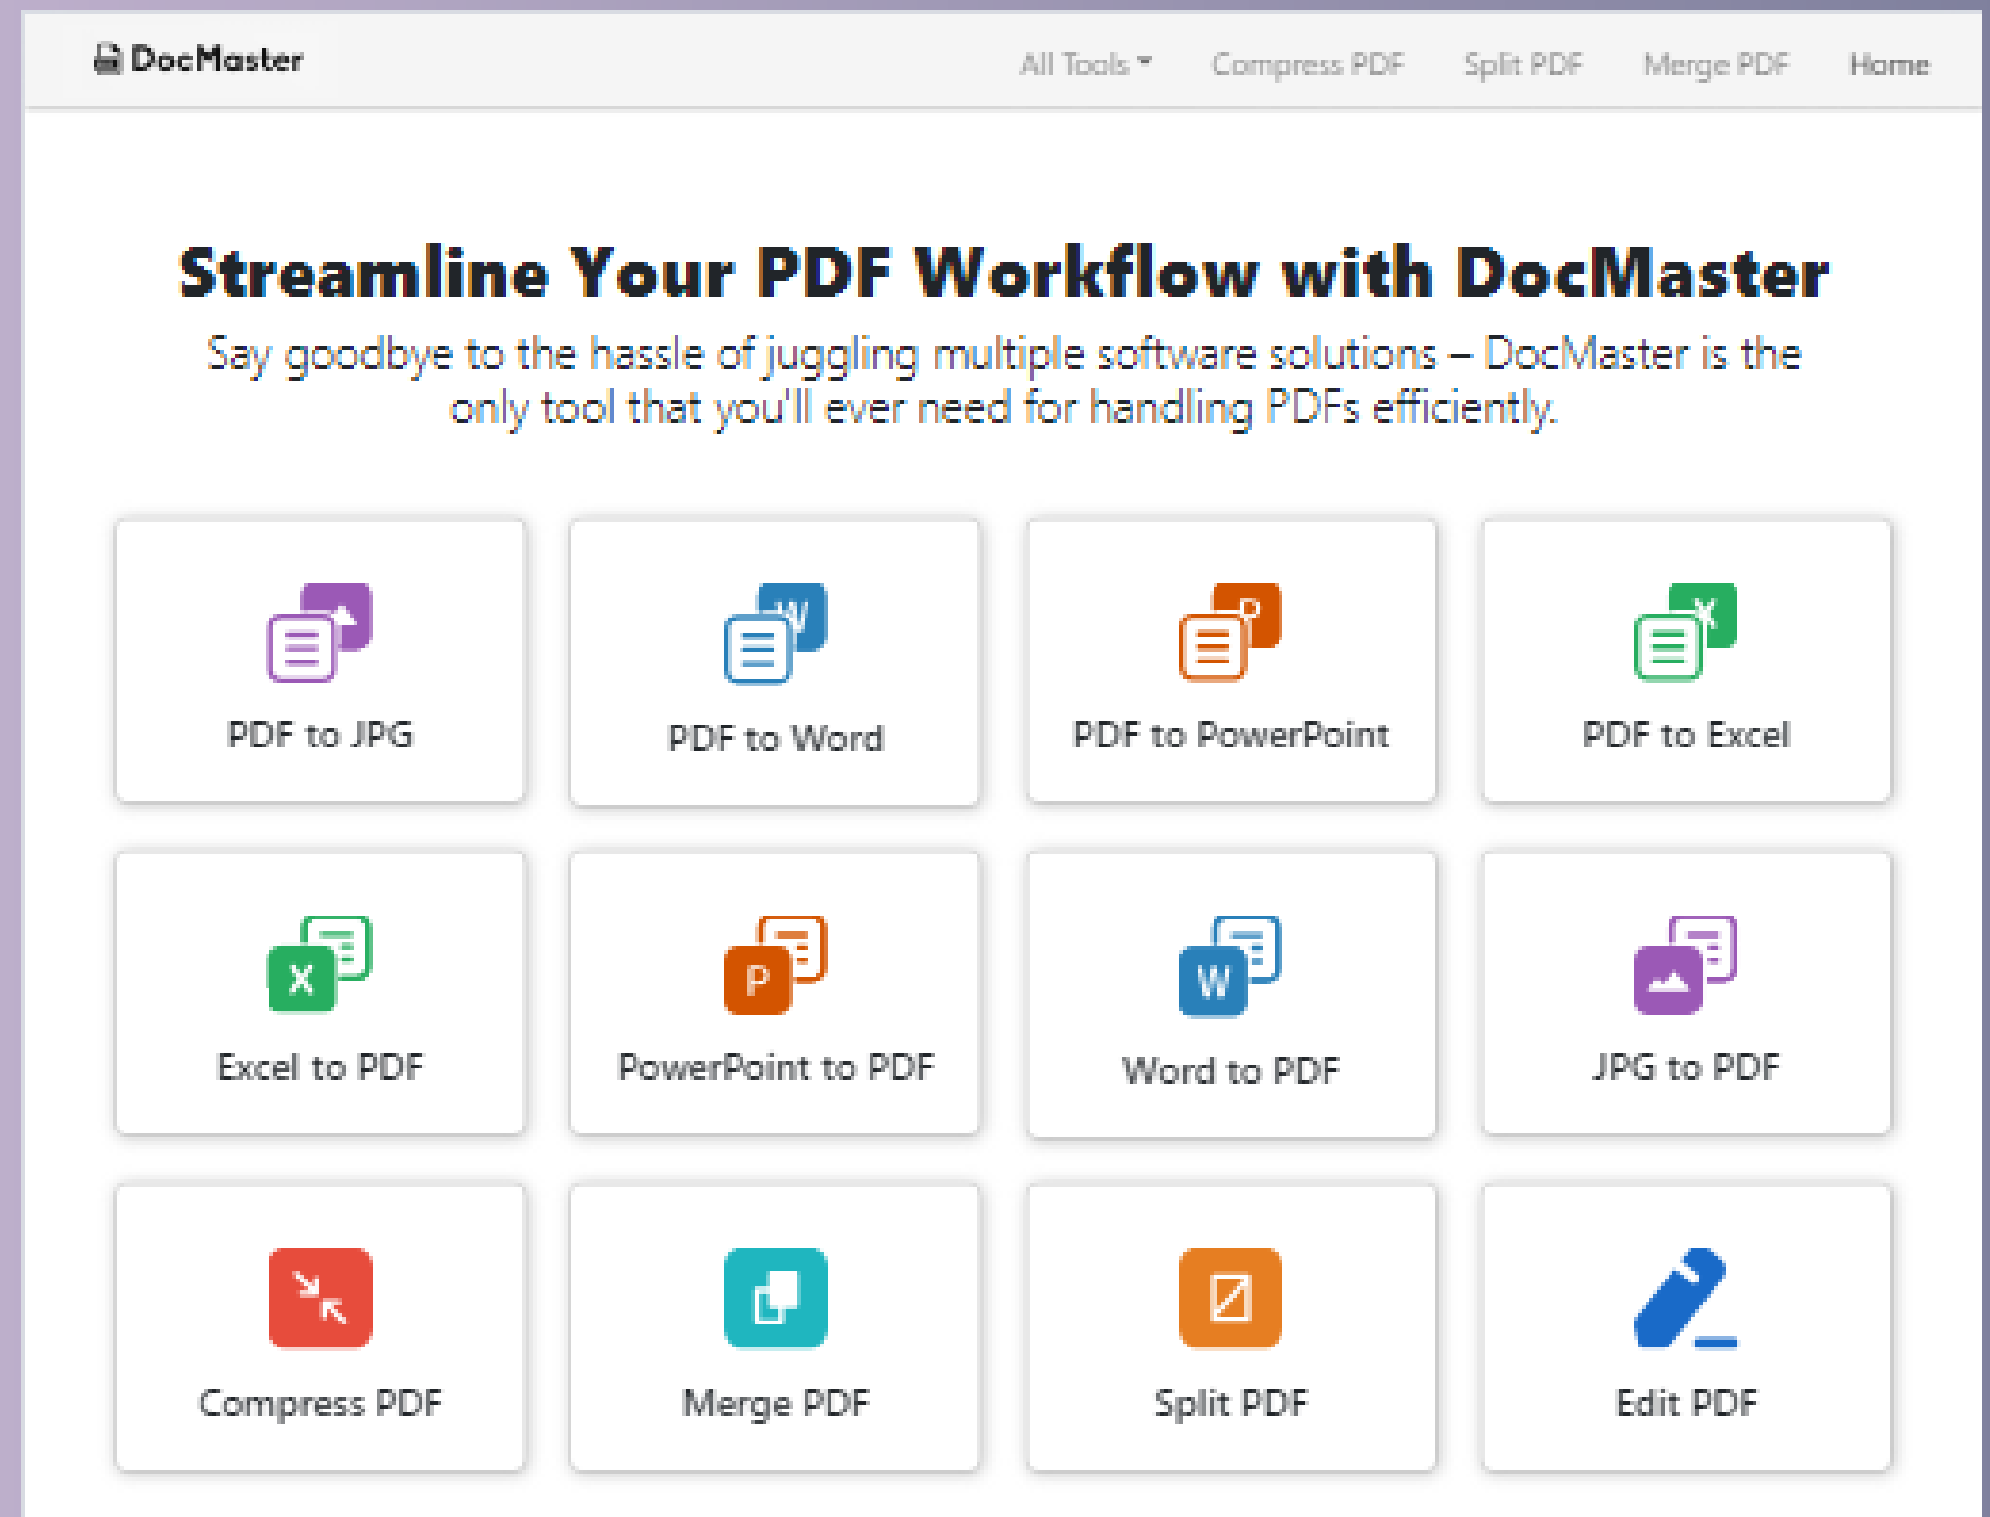 DocMaster
All Tools Compress PDF Split PDF Merge PDF Home
Streamline Your PDF Workflow with DocMaster
Say goodbye to the hassle of juggling multiple software solutions – DocMaster is the
only tool that you'll ever need for handling PDFs efficiently.
W P X
PDF to JPG PDF to Word PDF to PowerPoint PDF to Excel
X P W
Excel to PDF PowerPoint to PDF Word to PDF JPG to PDF
Compress PDF Merge PDF Split PDF Edit PDF